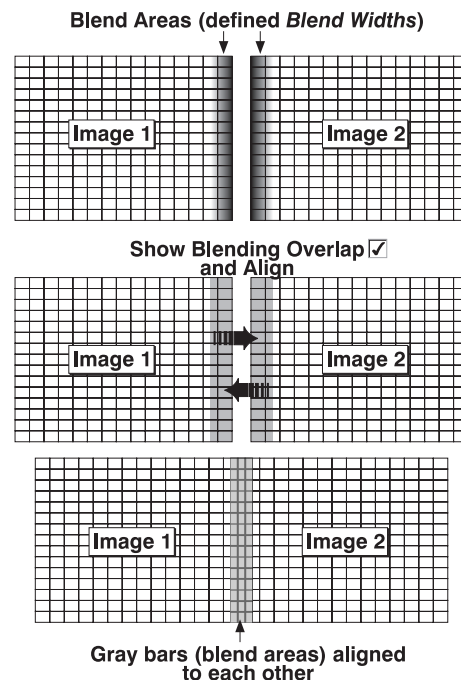 Blend Areas (defined Blend Widths)
Image 1
Image 2
Show Blending Overlap ☑
and Align
Image 1
Image 2
Image 1
Image 2
Gray bars (blend areas) aligned
to each other